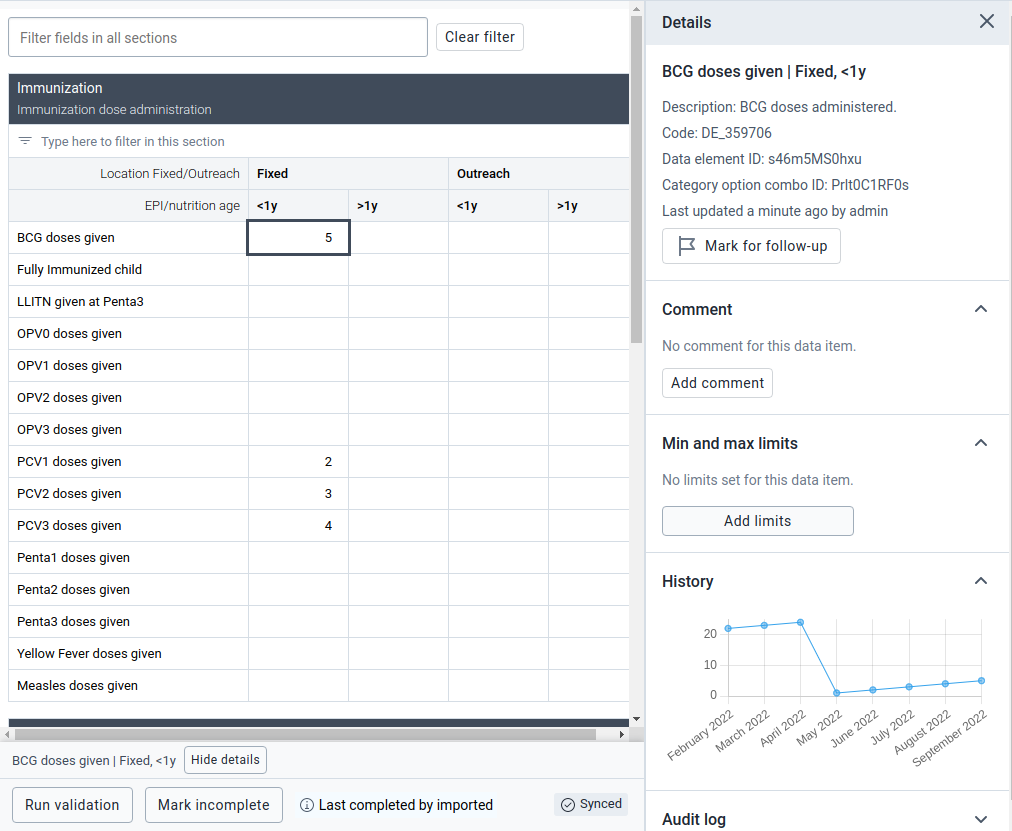 Filter fields in all sections
Clear filter
Immunization
Immunization dose administration
Type here to filter in this section
Location Fixed/Outreach Fixed Outreach
EPI/nutrition age <1y >1y <1y >1y
BCG doses given 5
Fully Immunized child
LLITN given at Penta3
OPV0 doses given
OPV1 doses given
OPV2 doses given
OPV3 doses given
PCV1 doses given 2
PCV2 doses given 3
PCV3 doses given 4
Penta1 doses given
Penta2 doses given
Penta3 doses given
Yellow Fever doses given
Measles doses given
BCG doses given | Fixed, <1y Hide details
Run validation Mark incomplete Last completed by imported Synced
Details
BCG doses given | Fixed, <1y
Description: BCG doses administered.
Code: DE_359706
Data element ID: s46m5MS0hxu
Category option combo ID: Prlt0C1RF0s
Last updated a minute ago by admin
Mark for follow-up
Comment
No comment for this data item.
Add comment
Min and max limits
No limits set for this data item.
Add limits
History
20
10
0
February 2022
March 2022
April 2022
May 2022
June 2022
July 2022
August 2022
September 2022
Audit log